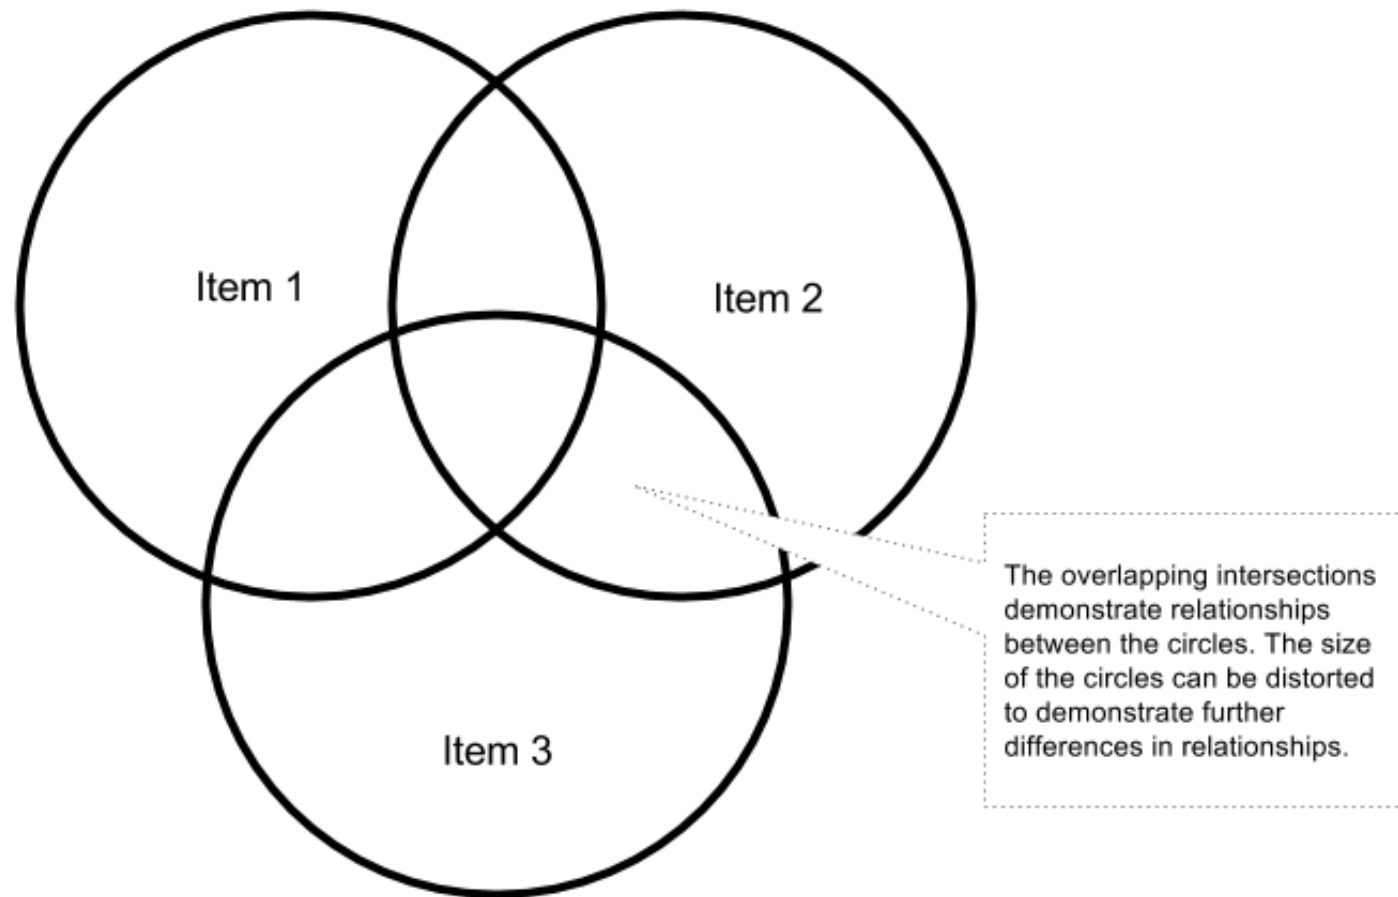 Item 1
Item 2
The overlapping intersections
demonstrate relationships
between the circles. The size
of the circles can be distorted
to demonstrate further
differences in relationships.
Item 3